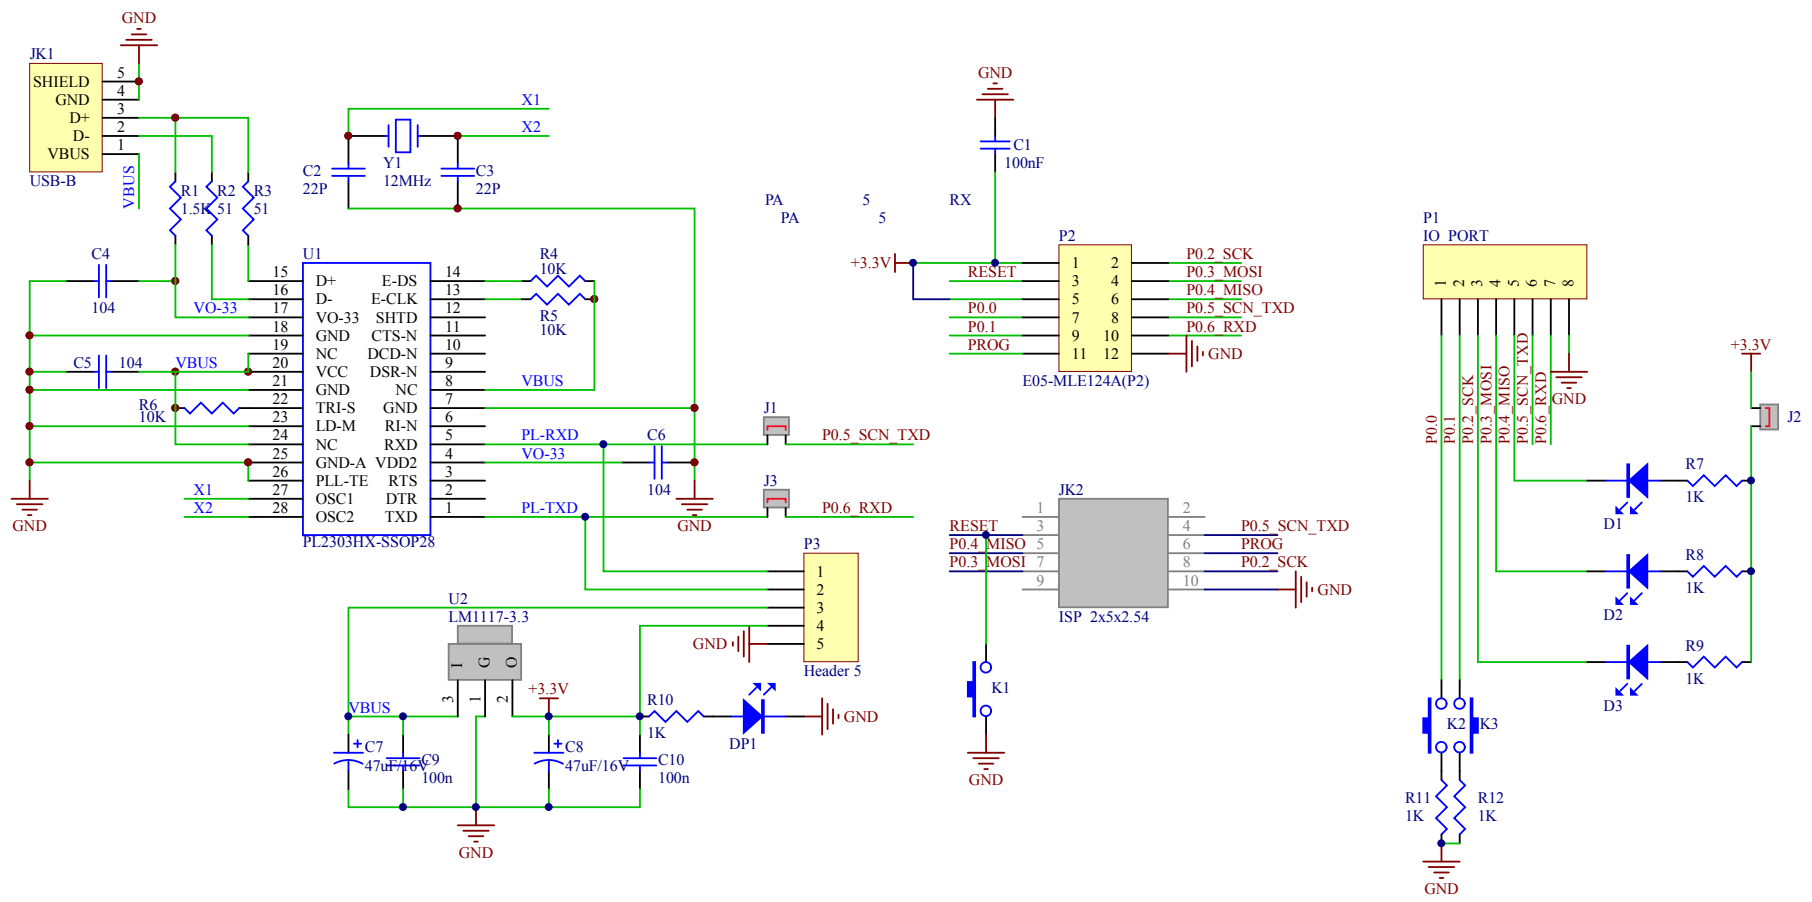 GND
JK1
SHIELD 5
GND 4
D+ 3
D- 2
VBUS 1
USB-B
VBUS
R1
1.5K
R2
51
R3
51
C4
104
VO-33
C5 104
VBUS
R6
10K
X1
X2
GND
X1
X2
Y1
12MHz
C2
22P
C3
22P
U1
15 D+ E-DS 14
16 D- E-CLK 13
17 VO-33 SHTD 12
18 GND CTS-N 11
19 NC DCD-N 10
20 VCC DSR-N 9
21 GND NC 8
22 TRI-S GND 7
23 LD-M RI-N 6
24 NC RXD 5
25 GND-A VDD2 4
26 PLL-TE RTS 3
27 OSC1 DTR 2
28 OSC2 TXD 1
PL2303HX-SSOP28
R4
10K
R5
10K
VBUS
PL-RXD
VO-33
PL-TXD
C6
104
GND
J1
P0.5_SCN_TXD
J3
P0.6_RXD
P3
1
2
3
4
5
Header 5
GND
U2
LM1117-3.3
I G O
3 1 2
+3.3V
VBUS
C7
47uF/16V
C9
100n
C8
47uF/16V
C10
100n
R10
1K
DP1
GND
GND
GND
C1
100nF
PA 5 RX
PA 5
P2
+3.3V
RESET
P0.0
P0.1
PROG
1 2
3 4
5 6
7 8
9 10
11 12
P0.2_SCK
P0.3_MOSI
P0.4_MISO
P0.5_SCN_TXD
P0.6_RXD
GND
E05-MLE124A(P2)
JK2
RESET
P0.4_MISO
P0.3_MOSI
1 2
3 4
5 6
7 8
9 10
P0.5_SCN_TXD
PROG
P0.2_SCK
GND
ISP 2x5x2.54
K1
GND
P1
IO PORT
1 2 3 4 5 6 7 8
P0.0
P0.1
P0.2_SCK
P0.3_MOSI
P0.4_MISO
P0.5_SCN_TXD
P0.6_RXD
GND
+3.3V
J2
R7
1K
D1
R8
1K
D2
R9
1K
D3
K2 K3
R11
1K
R12
1K
GND